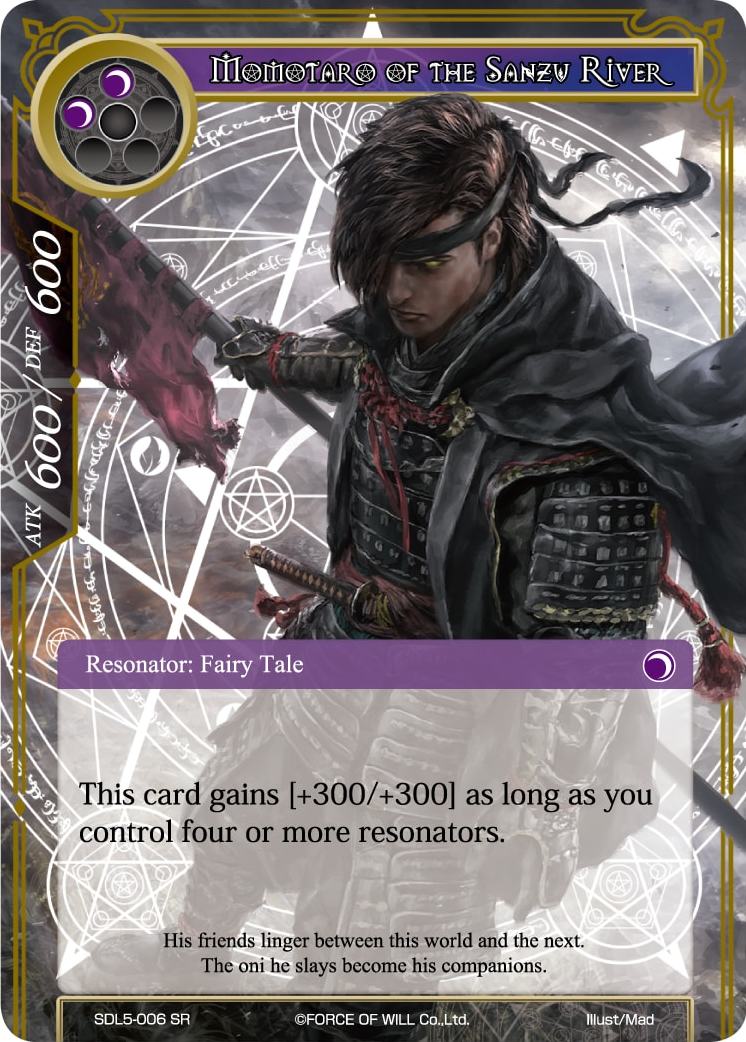 Momotaro of the Sanzu River
ATK 600 / DEF 600
Resonator: Fairy Tale
This card gains [+300/+300] as long as you
control four or more resonators.
His friends linger between this world and the next.
The oni he slays become his companions.
SDL5-006 SR ©FORCE OF WILL Co.,Ltd. Illust/Mad